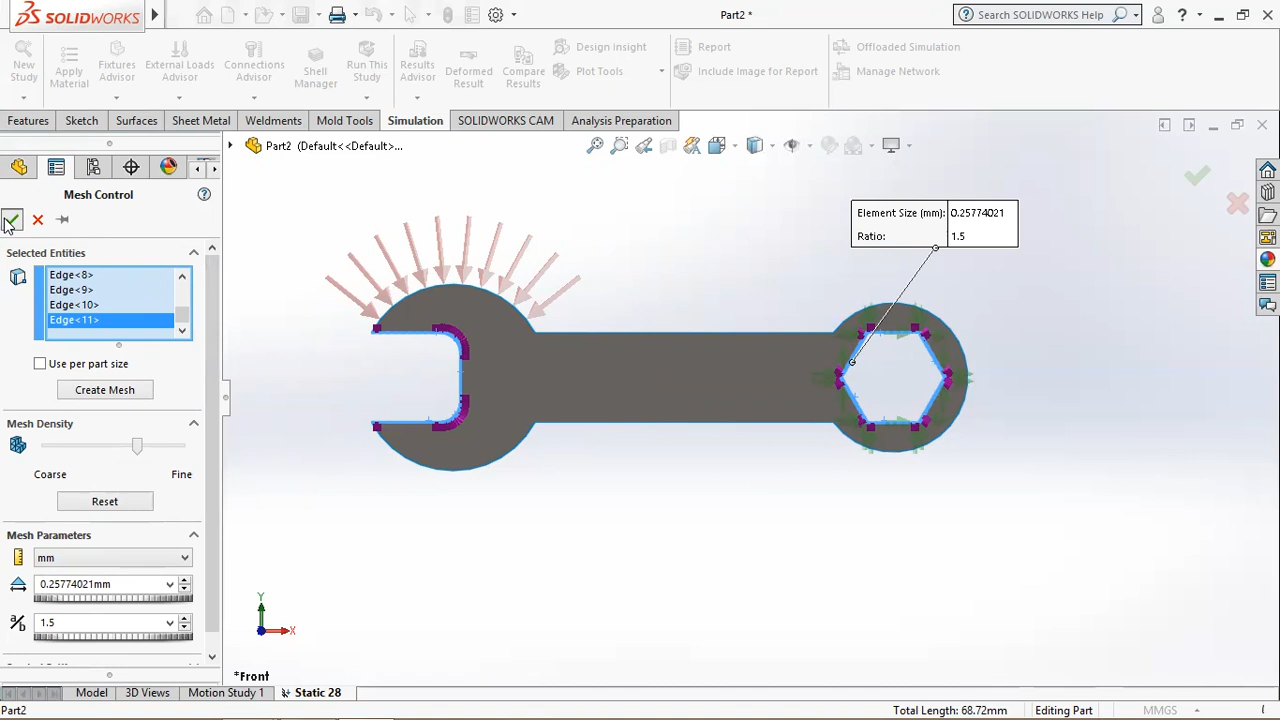 SOLIDWORKS
Part2 *
Search SOLIDWORKS Help
New Study
Apply Material
Fixtures Advisor
External Loads Advisor
Connections Advisor
Shell Manager
Run This Study
Results Advisor
Deformed Result
Compare Results
Design Insight
Plot Tools
Report
Include Image for Report
Offloaded Simulation
Manage Network
Features
Sketch
Surfaces
Sheet Metal
Weldments
Mold Tools
Simulation
SOLIDWORKS CAM
Analysis Preparation
Part2 (Default<<Default>...
Mesh Control
Selected Entities
Edge<8>
Edge<9>
Edge<10>
Edge<11>
Use per part size
Create Mesh
Mesh Density
Coarse Fine
Reset
Mesh Parameters
mm
0.25774021mm
a/b
1.5
Element Size (mm): 0.25774021
Ratio: 1.5
Y
X
*Front
Model
3D Views
Motion Study 1
Static 28
Part2
Total Length: 68.72mm
Editing Part
MMGS